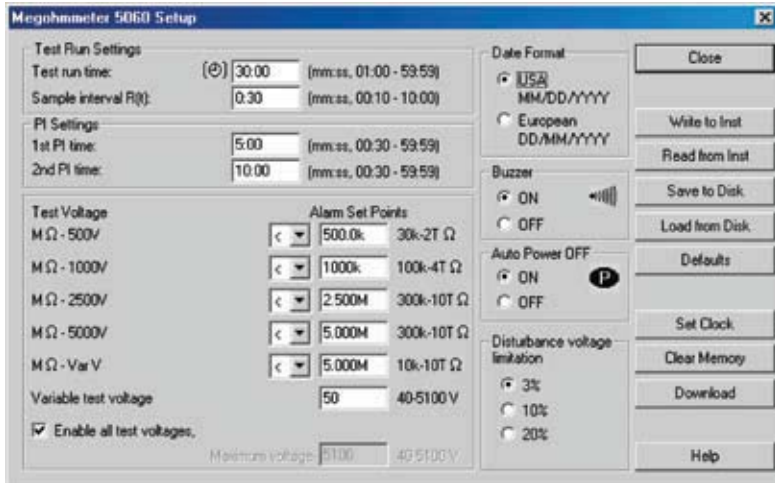 Megohmmeter 5060 Setup
Test Run Settings
Test run time: 30:00 (mm:ss, 01:00 - 59:59)
Sample interval R(t): 0:30 (mm:ss, 00:10 - 10:00)
PI Settings
1st PI time: 5:00 (mm:ss, 00:30 - 59:59)
2nd PI time: 10:00 (mm:ss, 00:30 - 59:59)
Test Voltage Alarm Set Points
MΩ - 500V < 500.0k 30k-2T Ω
MΩ - 1000V < 1000k 100k-4T Ω
MΩ - 2500V < 2.500M 300k-10T Ω
MΩ - 5000V < 5.000M 300k-10T Ω
MΩ - Var V < 5.000M 10k-10T Ω
Variable test voltage 50 40-5100 V
Enable all test voltages,
Maximum voltage 5100 40-5100 V
Date Format
USA
MM/DD/YYYY
European
DD/MM/YYYY
Buzzer
ON
OFF
Auto Power OFF
ON P
OFF
Disturbance voltage
limitation
3%
10%
20%
Close
Write to Inst
Read from Inst
Save to Disk
Load from Disk
Defaults
Set Clock
Clear Memory
Download
Help